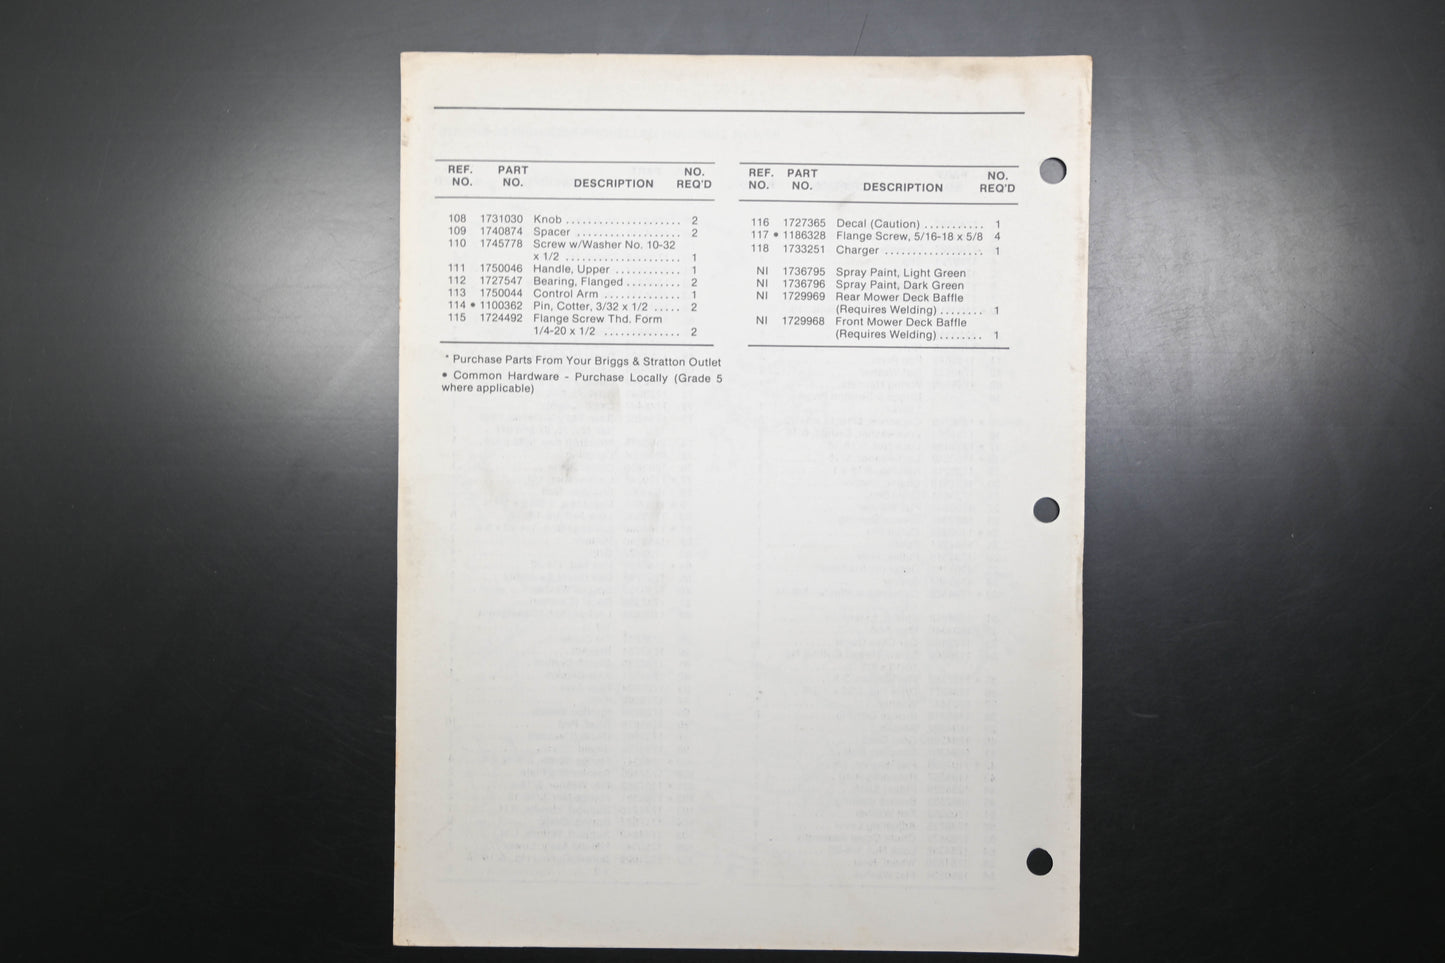 REF. PART NO.
NO. NO. DESCRIPTION REQ'D
108 1731030 Knob ..................... 2
109 1740874 Spacer ................... 2
110 1745778 Screw w/Washer No. 10-32
x 1/2 ..................... 1
111 1750046 Handle, Upper ............ 1
112 1727547 Bearing, Flanged .......... 2
113 1750044 Control Arm .............. 1
114 • 1100362 Pin, Cotter, 3/32 x 1/2 ..... 2
115 1724492 Flange Screw Thd. Form
1/4-20 x 1/2 .............. 2
* Purchase Parts From Your Briggs & Stratton Outlet
• Common Hardware - Purchase Locally (Grade 5
where applicable)
REF. PART NO.
NO. NO. DESCRIPTION REQ'D
116 1727365 Decal (Caution) ........... 1
117 • 1186328 Flange Screw, 5/16-18 x 5/8 4
118 1733251 Charger .................. 1
NI 1736795 Spray Paint, Light Green
NI 1736796 Spray Paint, Dark Green
NI 1729969 Rear Mower Deck Baffle
(Requires Welding) ........ 1
NI 1729968 Front Mower Deck Baffle
(Requires Welding) ........ 1